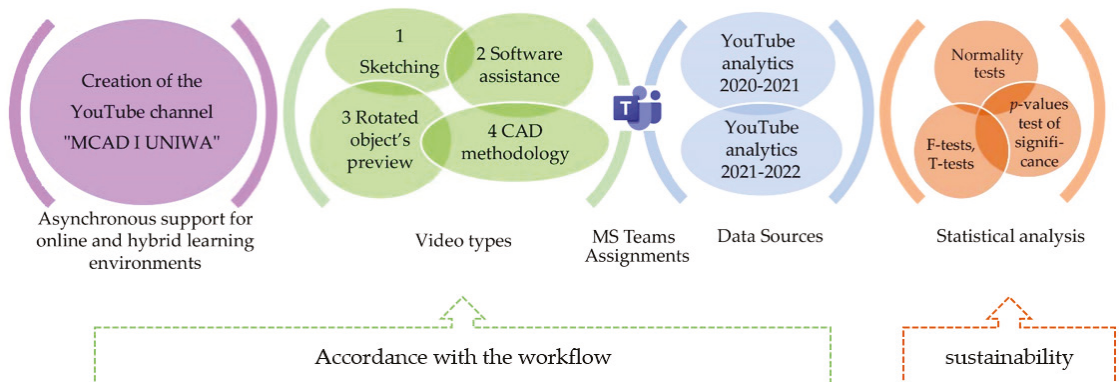 Creation of the
YouTube channel
"MCAD I UNIWA"
Asynchronous support for
online and hybrid learning
environments
1
Sketching
2 Software
assistance
3 Rotated
object's
preview
4 CAD
methodology
Video types
T
MS Teams
Assignments
YouTube
analytics
2020-2021
YouTube
analytics
2021-2022
Data Sources
Normality
tests
p-values
test of
signifi-
cance
F-tests,
T-tests
Statistical analysis
Accordance with the workflow
sustainability